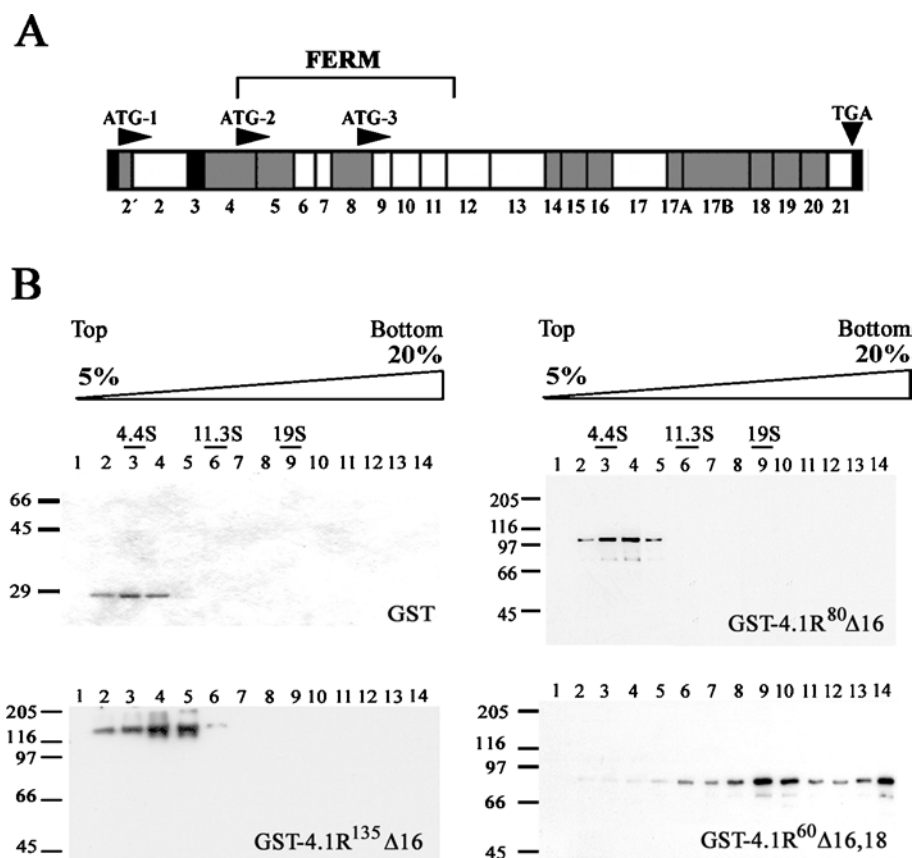 A
FERM
ATG-1 ATG-2 ATG-3 TGA
2′ 2 3 4 5 6 7 8 9 10 11 12 13 14 15 16 17 17A 17B 18 19 20 21
B
Top Bottom
5% 20%
4.4S 11.3S 19S
1 2 3 4 5 6 7 8 9 10 11 12 13 14
66
45
29
GST
Top Bottom
5% 20%
4.4S 11.3S 19S
1 2 3 4 5 6 7 8 9 10 11 12 13 14
205
116
97
66
45
GST-4.1R⁸⁰Δ16
1 2 3 4 5 6 7 8 9 10 11 12 13 14
205
116
97
66
45
GST-4.1R¹³⁵Δ16
1 2 3 4 5 6 7 8 9 10 11 12 13 14
205
116
97
66
45
GST-4.1R⁶⁰Δ16,18